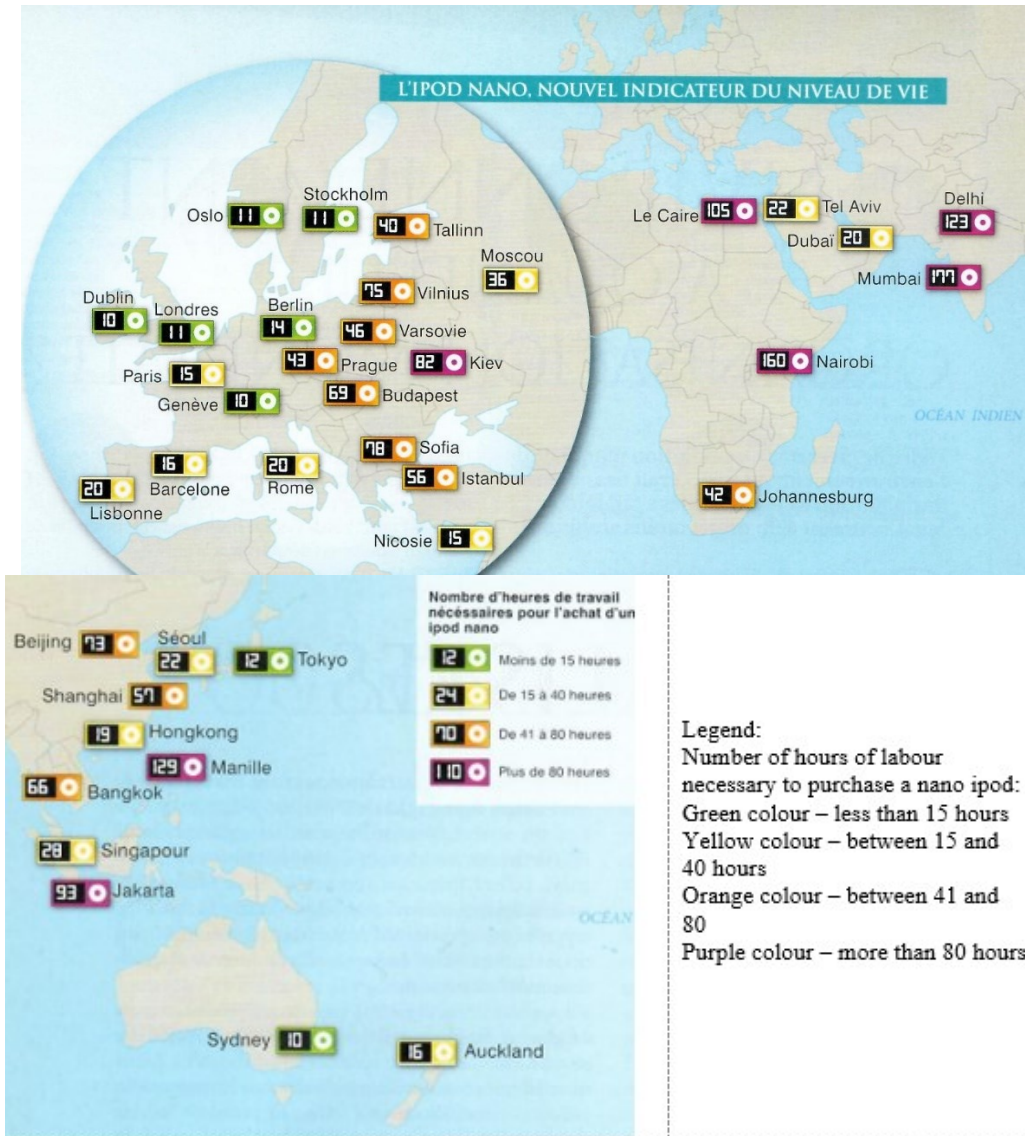 L'IPOD NANO, NOUVEL INDICATEUR DU NIVEAU DE VIE
Oslo 11
Stockholm
11
40 Tallinn
Moscou
36
75 Vilnius
Dublin
10
Londres
11
Berlin
14
46 Varsovie
43 Prague
82 Kiev
Paris 15
Genève 10
69 Budapest
78 Sofia
56 Istanbul
16
Barcelone
20
Rome
20
Lisbonne
Nicosie 15
Le Caire 105
22 Tel Aviv
Dubaï 20
Delhi
123
Mumbai 177
160 Nairobi
OCÉAN INDIEN
42 Johannesburg
Beijing 73
Séoul
22
12 Tokyo
Shanghai 57
19 Hongkong
129 Manille
66 Bangkok
28 Singapour
93 Jakarta
OCÉAN
Sydney 10
16 Auckland
Nombre d'heures de travail
nécéssaires pour l'achat d'un
ipod nano
12 Moins de 15 heures
24 De 15 à 40 heures
70 De 41 à 80 heures
110 Plus de 80 heures
Legend:
Number of hours of labour
necessary to purchase a nano ipod:
Green colour – less than 15 hours
Yellow colour – between 15 and
40 hours
Orange colour – between 41 and
80
Purple colour – more than 80 hours